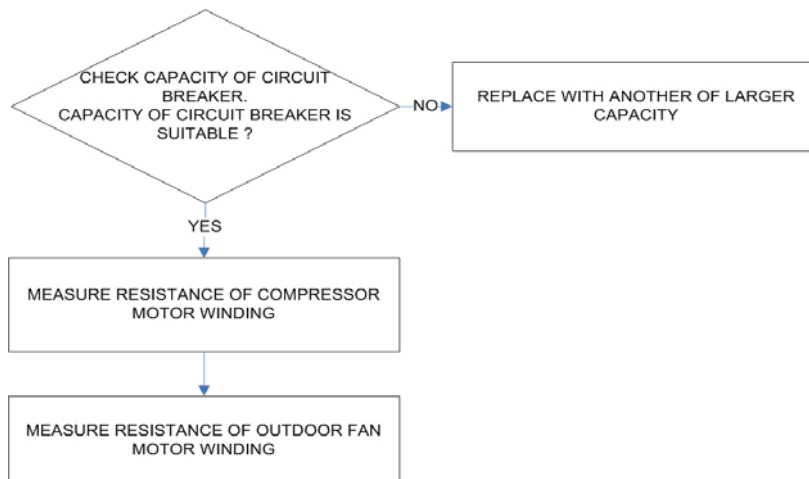 CHECK CAPACITY OF CIRCUIT
BREAKER.
CAPACITY OF CIRCUIT BREAKER IS
SUITABLE ?
NO
REPLACE WITH ANOTHER OF LARGER
CAPACITY
YES
MEASURE RESISTANCE OF COMPRESSOR
MOTOR WINDING
MEASURE RESISTANCE OF OUTDOOR FAN
MOTOR WINDING